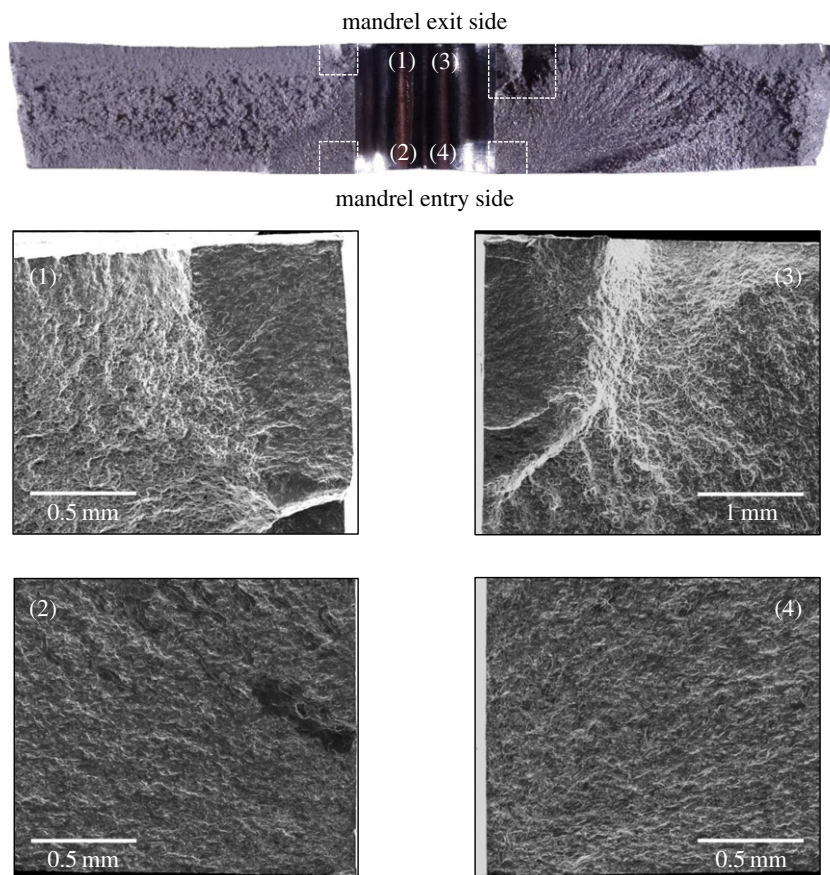 mandrel exit side
(1) (3)
(2) (4)
mandrel entry side
(1) (3)
0.5 mm 1 mm
(2) (4)
0.5 mm 0.5 mm